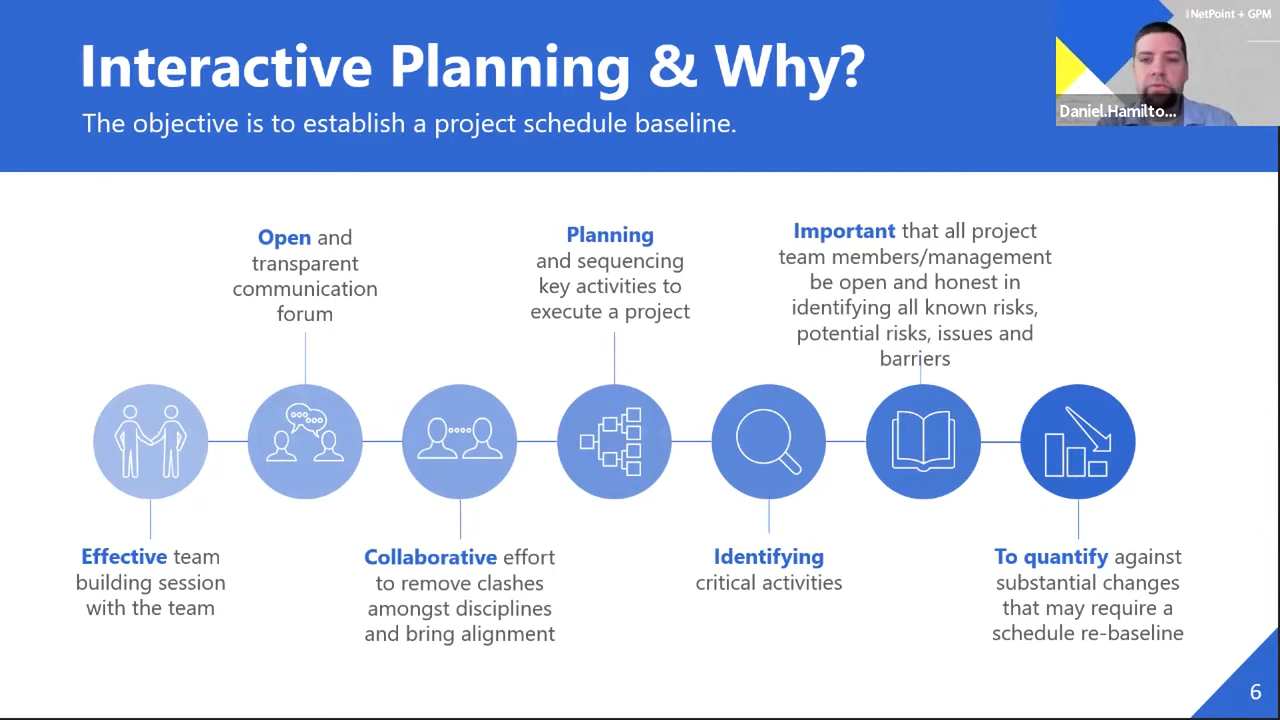 Interactive Planning & Why?
The objective is to establish a project schedule baseline.
NetPoint + GPM
Daniel.Hamilto...
Open and
transparent
communication
forum
Planning
and sequencing
key activities to
execute a project
Important that all project
team members/management
be open and honest in
identifying all known risks,
potential risks, issues and
barriers
Effective team
building session
with the team
Collaborative effort
to remove clashes
amongst disciplines
and bring alignment
Identifying
critical activities
To quantify against
substantial changes
that may require a
schedule re-baseline
6